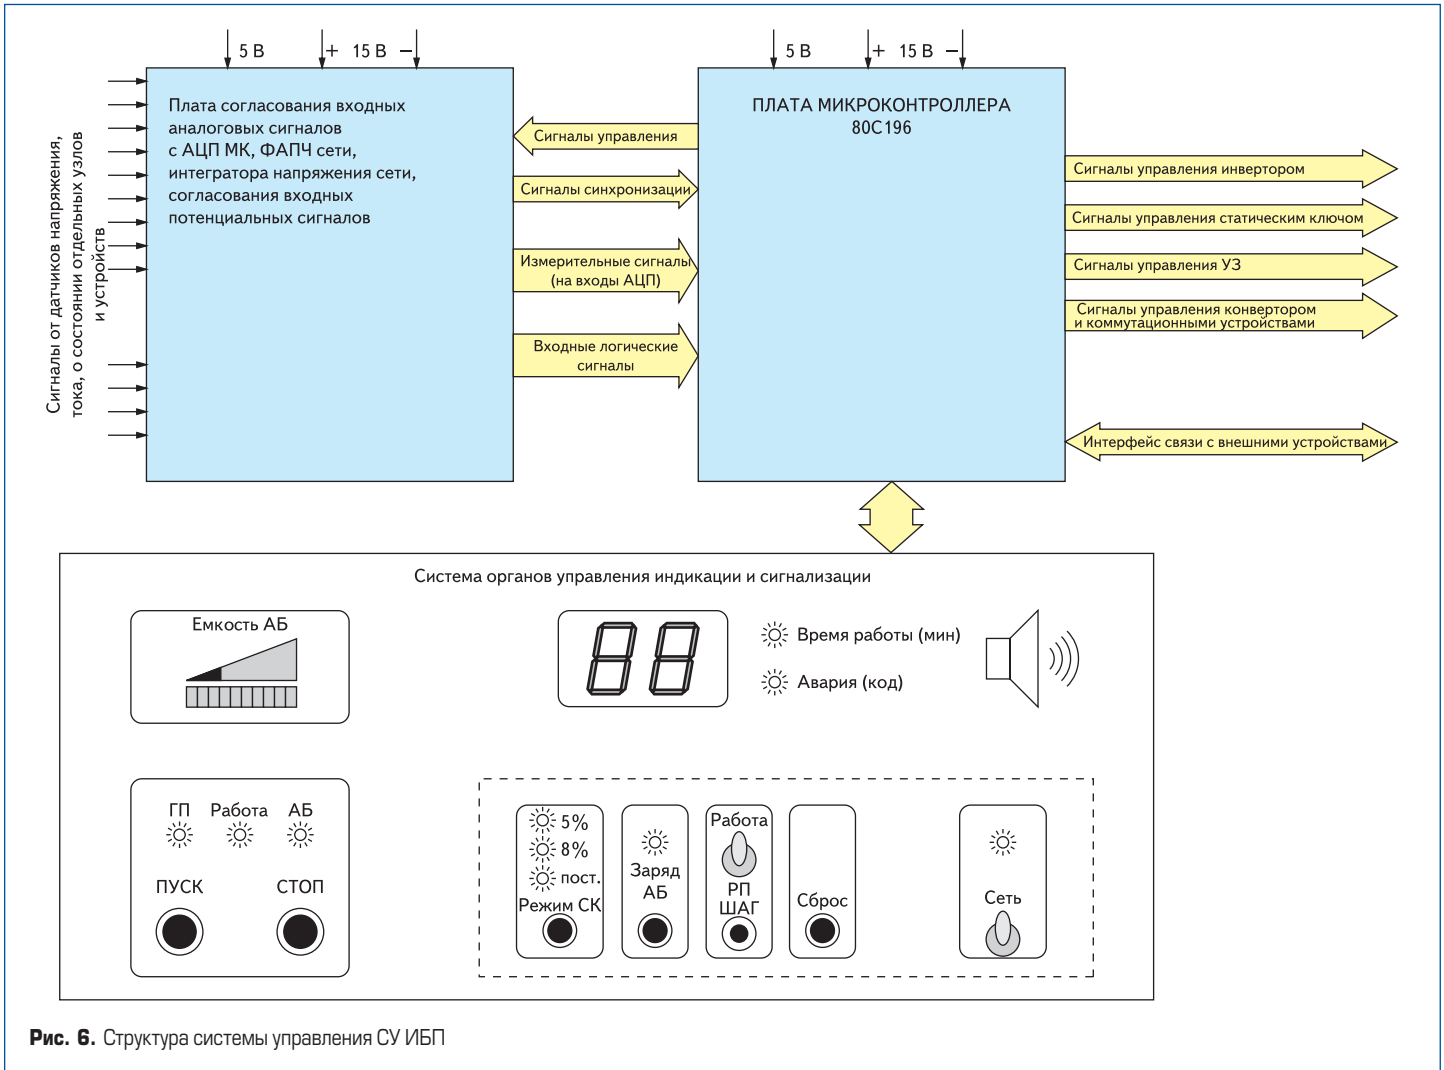 5 В + 15 В −
5 В + 15 В −
Сигналы от датчиков напряжения,
тока, о состоянии отдельных узлов
и устройств
Плата согласования входных
аналоговых сигналов
с АЦП МК, ФАПЧ сети,
интегратора напряжения сети,
согласования входных
потенциальных сигналов
Сигналы управления
Сигналы синхронизации
Измерительные сигналы
(на входы АЦП)
Входные логические
сигналы
ПЛАТА МИКРОКОНТРОЛЛЕРА
80С196
Сигналы управления инвертором
Сигналы управления статическим ключом
Сигналы управления УЗ
Сигналы управления конвертором
и коммутационными устройствами
Интерфейс связи с внешними устройствами
Система органов управления индикации и сигнализации
Емкость АБ
88
Время работы (мин)
Авария (код)
ГП Работа АБ
ПУСК СТОП
5%
8%
пост.
Режим СК
Заряд
АБ
Работа
РП
ШАГ
Сброс
Сеть
Рис. 6. Структура системы управления СУ ИБП